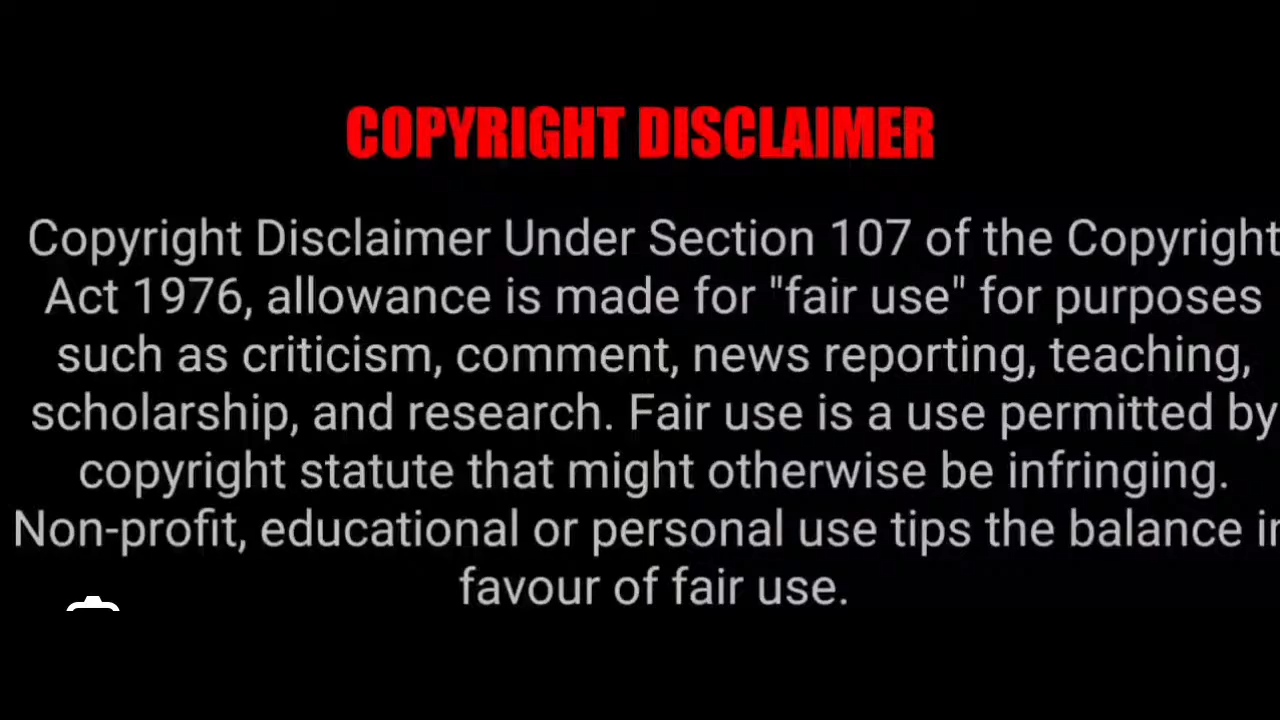 COPYRIGHT DISCLAIMER
Copyright Disclaimer Under Section 107 of the Copyright
Act 1976, allowance is made for "fair use" for purposes
such as criticism, comment, news reporting, teaching,
scholarship, and research. Fair use is a use permitted by
copyright statute that might otherwise be infringing.
Non-profit, educational or personal use tips the balance in
favour of fair use.